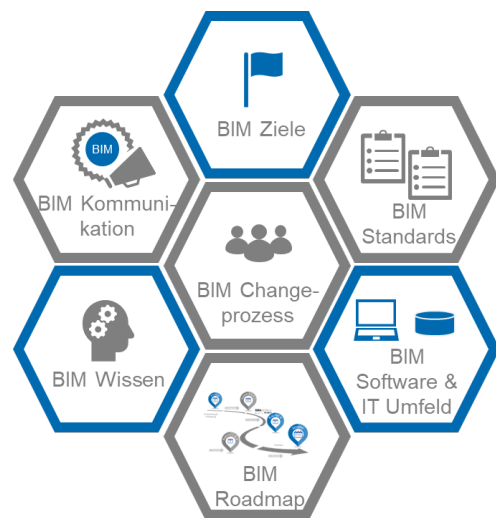 BIM Ziele
BIM
BIM Kommuni-
kation
BIM
Standards
BIM Change-
prozess
BIM Wissen
BIM
Software &
IT Umfeld
BIM
Roadmap